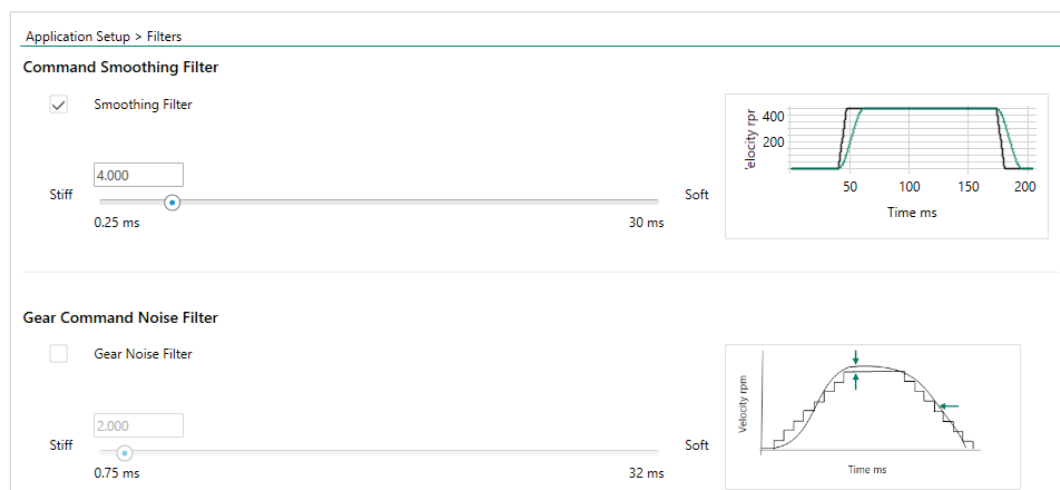 Application Setup > Filters
Command Smoothing Filter
Smoothing Filter
4.000
Stiff
Soft
0.25 ms
30 ms
elocity rpr
400
200
50
100
150
200
Time ms
Gear Command Noise Filter
Gear Noise Filter
2.000
Stiff
Soft
0.75 ms
32 ms
Velocity rpm
Time ms